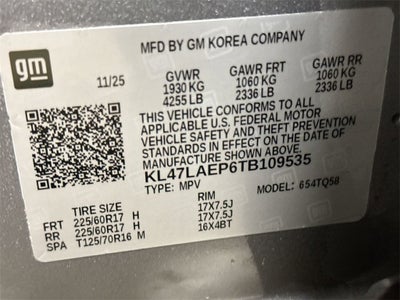 gm
MFD BY GM KOREA COMPANY
11/25 GVWR GAWR FRT GAWR RR
1930 KG 1060 KG 1060 KG
4255 LB 2336 LB 2336 LB
THIS VEHICLE CONFORMS TO ALL
APPLICABLE U.S. FEDERAL MOTOR
VEHICLE SAFETY AND THEFT PREVENTION
STANDARDS IN EFFECT ON THE DATE OF
MANUFACTURE SHOWN ABOVE.
KL47LAEP6TB109535
TYPE: MPV MODEL: 654TQ58
TIRE SIZE RIM
FRT 225/60R17 H 17X7.5J
RR 225/60R17 H 17X7.5J
SPA T125/70R16 M 16X4BT